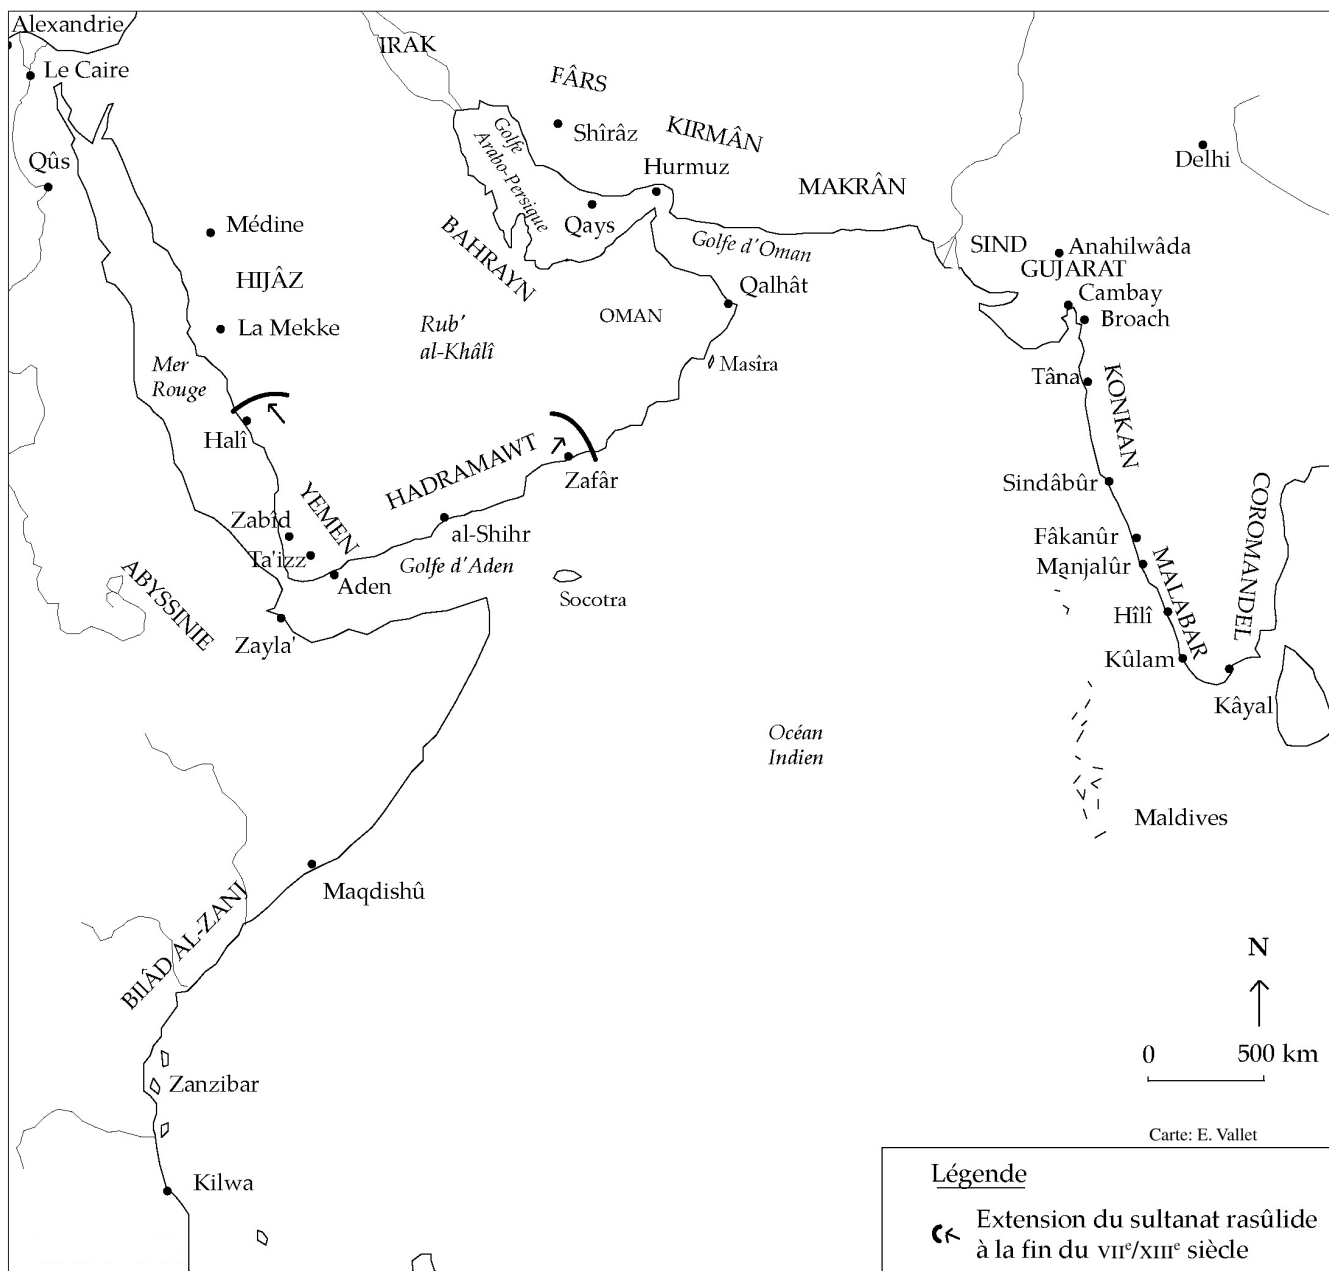 Alexandrie
IRAK
Le Caire
FÂRS
Golfe
Arabo-Persique
Shîrâz
KIRMÂN
Delhi
Qûs
Hurmuz
MAKRÂN
Médine
BAHRAYN
Qays
Golfe d'Oman
SIND
Anahilwâda
GUJARAT
HIJÂZ
Qalhât
Cambay
La Mekke
Rub'
al-Khâlî
OMAN
Broach
Mer
Rouge
Masîra
Tâna
KONKAN
Halî
HADRAMAWT
Zafâr
Sindâbûr
COROMANDEL
Zabîd
YEMEN
al-Shihr
Fâkanûr
Ta'izz
Golfe d'Aden
Manjalûr
MALABAR
Aden
ABYSSINIE
Socotra
Hîlî
Zayla'
Kûlam
Kâyal
Océan
Indien
Maldives
Maqdishû
BIlÂD AL-ZANJ
N
0 500 km
Zanzibar
Carte: E. Vallet
Kilwa
Légende
Extension du sultanat rasûlide
à la fin du VIIe/XIIIe siècle